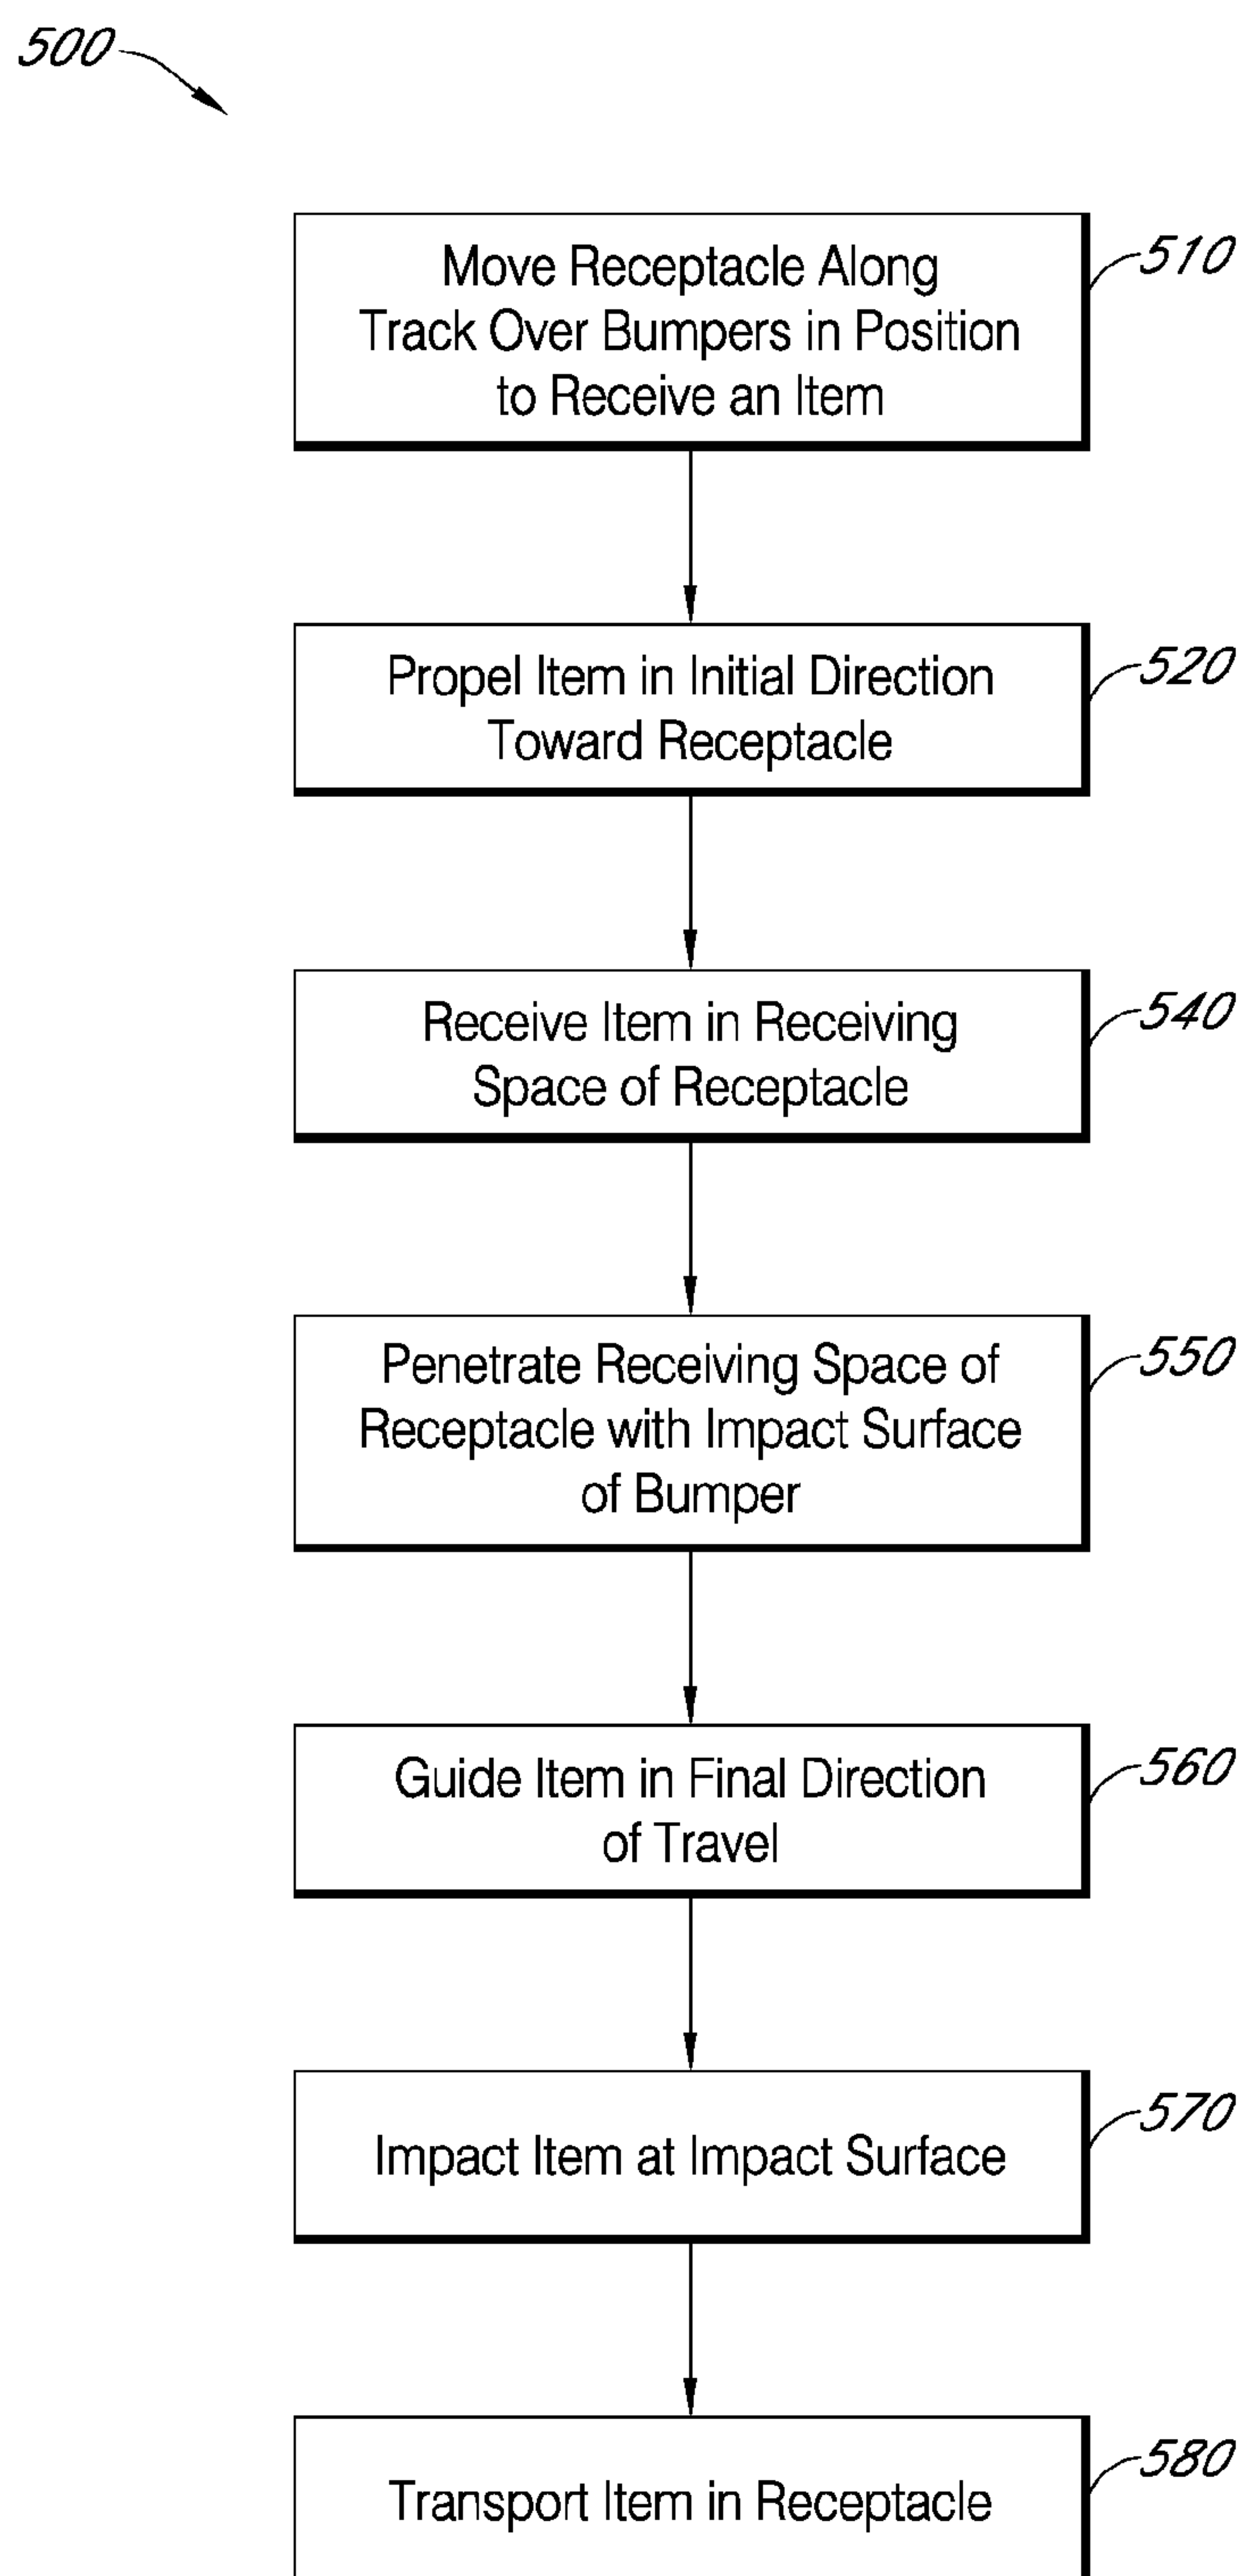 500
Move Receptacle Along
Track Over Bumpers in Position
to Receive an Item
510
Propel Item in Initial Direction
Toward Receptacle
520
Receive Item in Receiving
Space of Receptacle
540
Penetrate Receiving Space of
Receptacle with Impact Surface
of Bumper
550
Guide Item in Final Direction
of Travel
560
Impact Item at Impact Surface
570
Transport Item in Receptacle
580